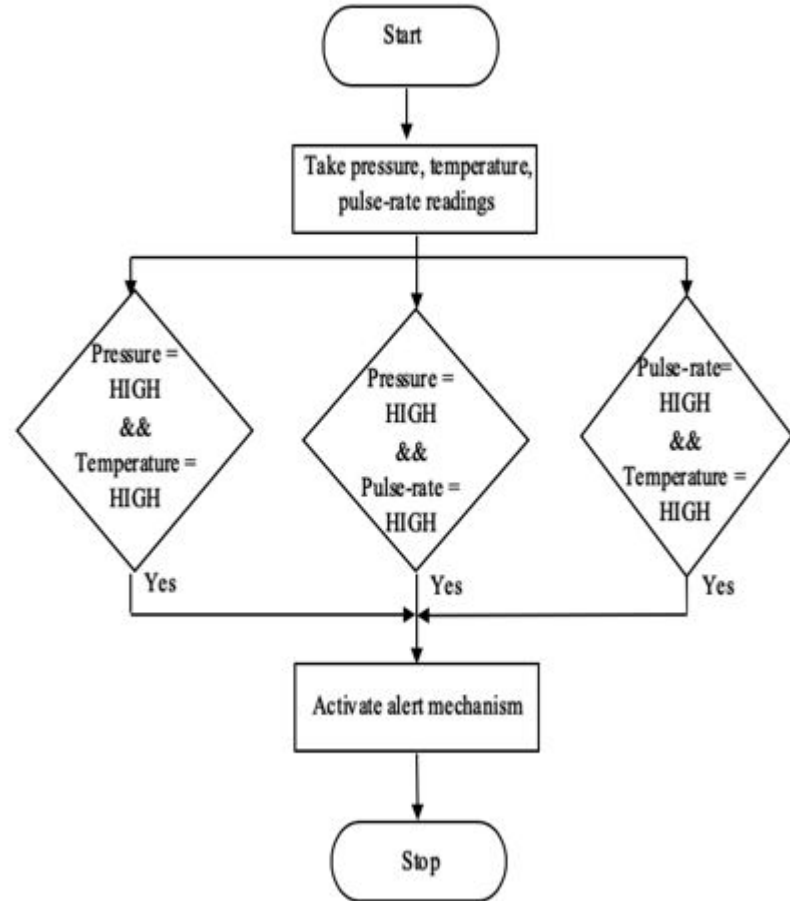 Start
Take pressure, temperature,
pulse-rate readings
Pressure =
HIGH
&&
Temperature =
HIGH
Pressure =
HIGH
&&
Pulse-rate =
HIGH
Pulse-rate=
HIGH
&&
Temperature =
HIGH
Yes
Yes
Yes
Activate alert mechanism
Stop